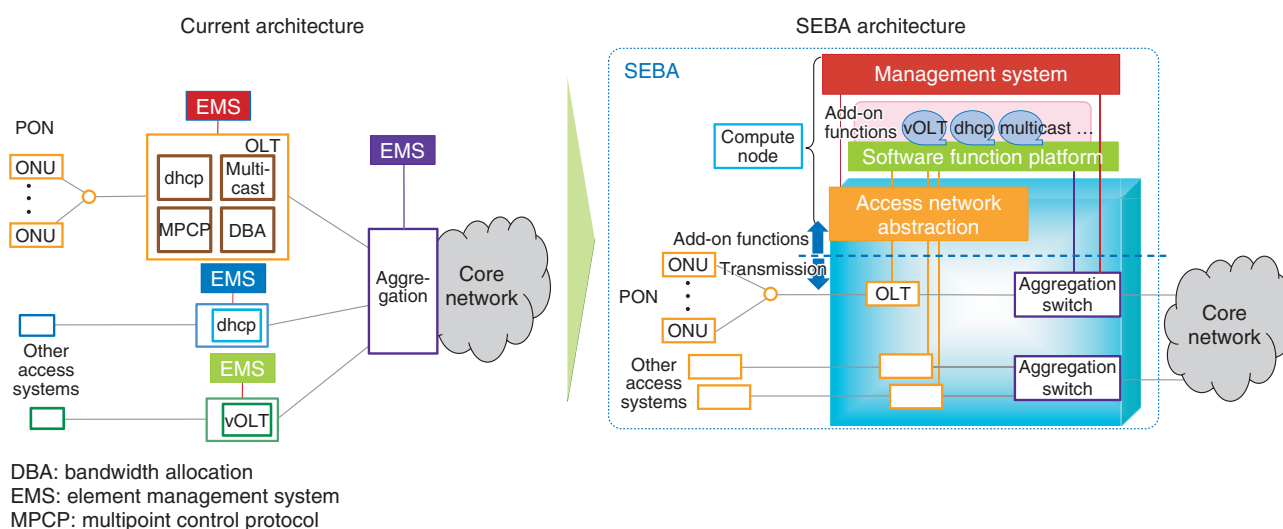 Current architecture
EMS
PON
OLT
ONU
dhcp
Multi-
cast
ONU
MPCP
DBA
EMS
Aggre-
gation
Core
network
EMS
dhcp
Other
access
systems
EMS
vOLT
DBA: bandwidth allocation
EMS: element management system
MPCP: multipoint control protocol
SEBA architecture
SEBA
Management system
Add-on
functions
vOLT
dhcp
multicast ...
Compute
node
Software function platform
Access network
abstraction
Add-on functions
Transmission
ONU
PON
ONU
OLT
Aggregation
switch
Core
network
Other
access
systems
Aggregation
switch